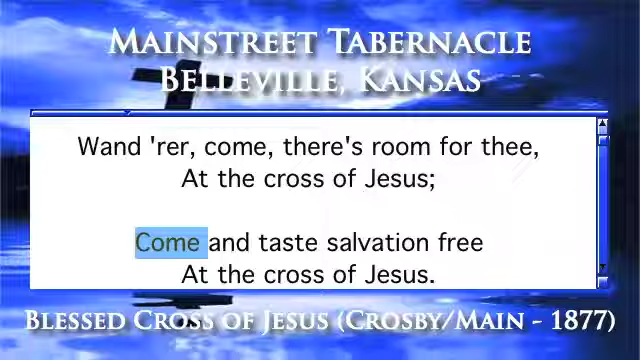 Mainstreet Tabernacle
Belleville, Kansas
Wand 'rer, come, there's room for thee,
At the cross of Jesus;
Come and taste salvation free
At the cross of Jesus.
Blessed Cross of Jesus (Crosby/Main - 1877)